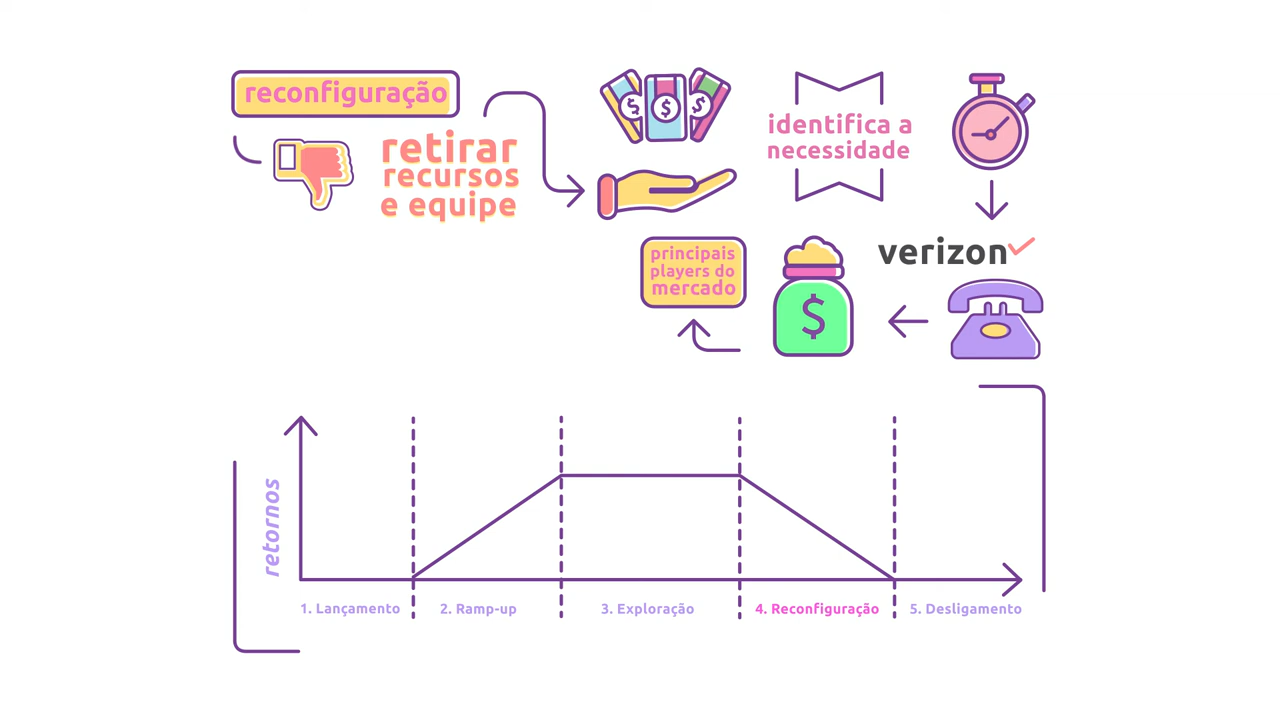 reconfiguração
retirar
recursos
e equipe
$ $ $
identifica a
necessidade
verizon
principais
players do
mercado
$
retornos
1. Lançamento
2. Ramp-up
3. Exploração
4. Reconfiguração
5. Desligamento